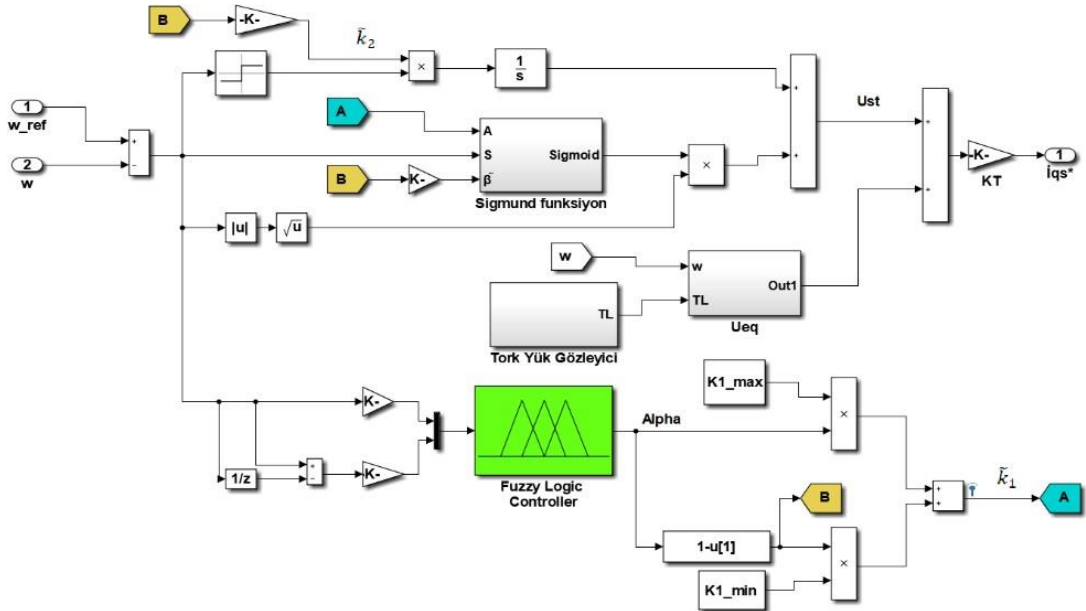 B
-K-
k̃₂
×
1/s
1
w_ref
2
w
+
-
A
B
K-
A
S
β̃
Sigmoid
Sigmund funksiyon
×
+
+
Ust
+
+
-K-
KT
1
İqs*
|u|
√u
w
w
TL
Out1
Ueq
TL
Tork Yük Gözleyici
K1_max
×
K-
K-
1/z
+
-
Fuzzy Logic
Controller
Alpha
B
1-u[1]
K1_min
×
+
+
k̃₁
A